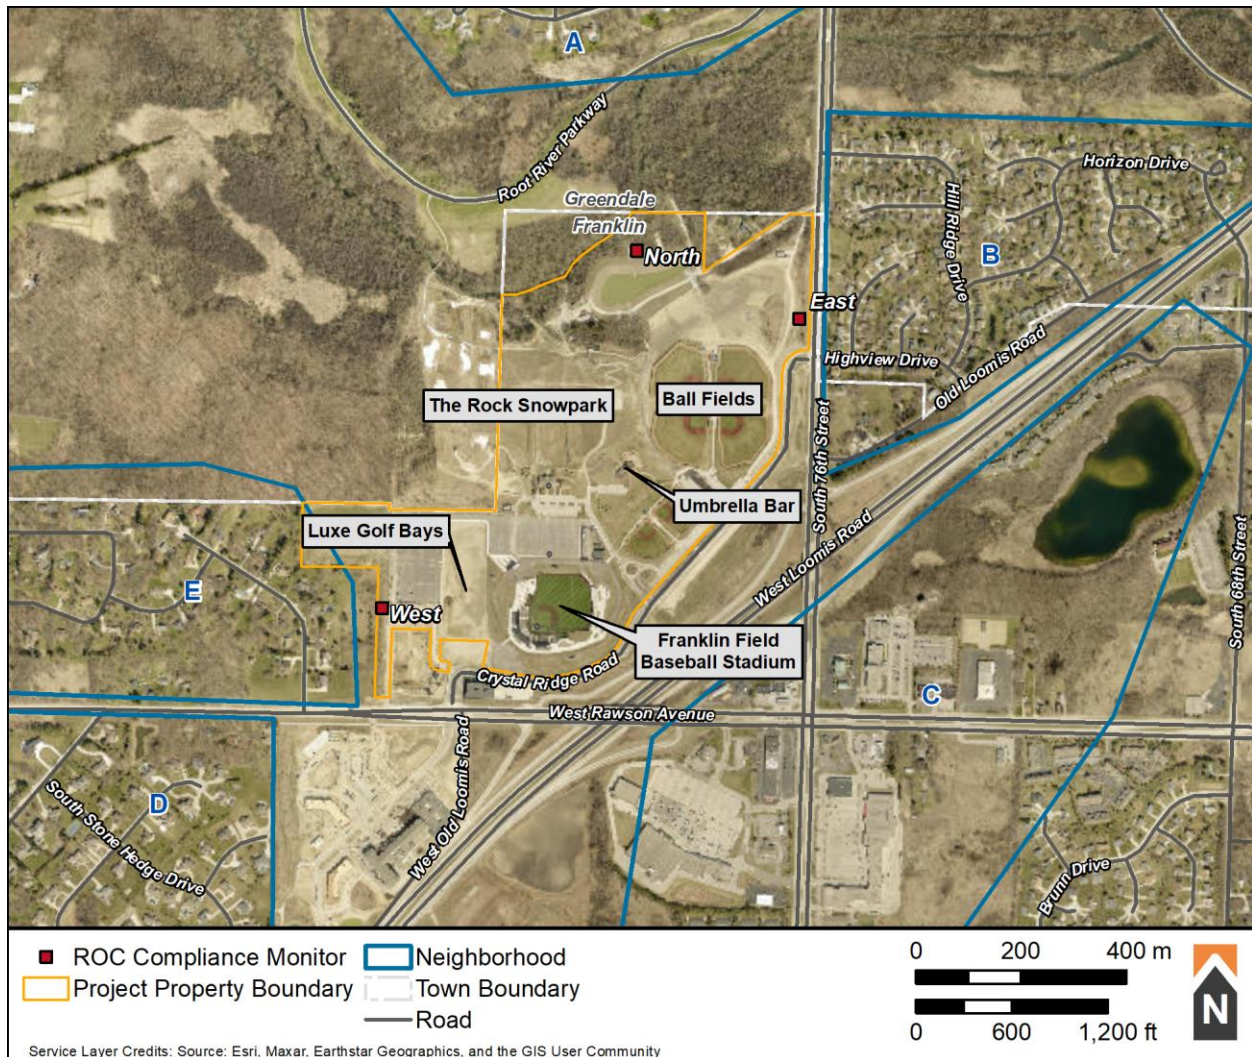 A
Root River Parkway
Greendale
Franklin
North
East
Horizon Drive
Hill Ridge Drive
B
Highview Drive
Old Loomis Road
The Rock Snowpark
Ball Fields
Umbrella Bar
South 76th Street
West Loomis Road
South 68th Street
Luxe Golf Bays
E
West
Franklin Field
Baseball Stadium
Crystal Ridge Road
West Rawson Avenue
C
D
South Stone Hedge Drive
West Old Loomis Road
Brunn Drive
ROC Compliance Monitor
Project Property Boundary
Neighborhood
Town Boundary
Road
0 200 400 m
0 600 1,200 ft
N
Service Layer Credits: Source: Esri, Maxar, Earthstar Geographics, and the GIS User Community